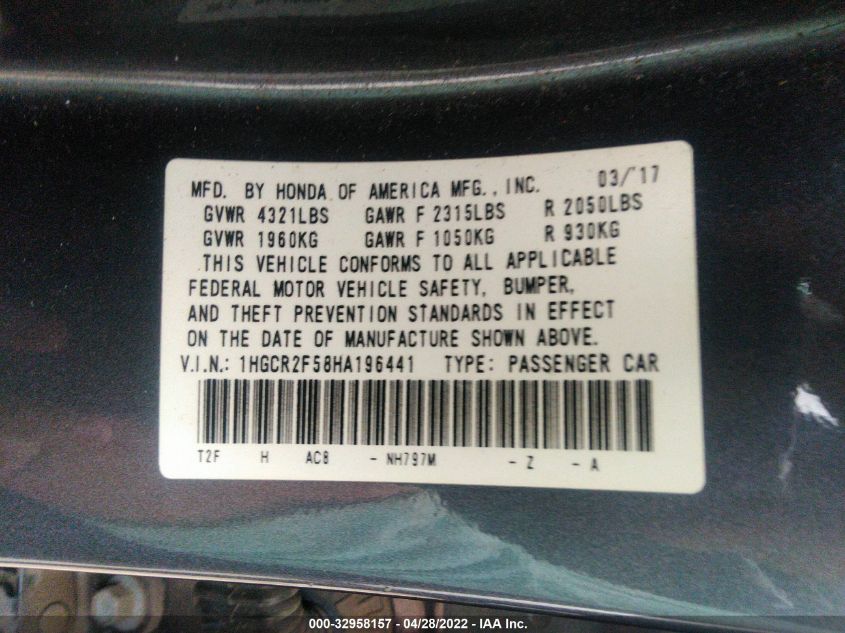 MFD. BY HONDA OF AMERICA MFG., INC. 03/'17
GVWR 4321LBS GAWR F 2315LBS R 2050LBS
GVWR 1960KG GAWR F 1050KG R 930KG
THIS VEHICLE CONFORMS TO ALL APPLICABLE
FEDERAL MOTOR VEHICLE SAFETY, BUMPER,
AND THEFT PREVENTION STANDARDS IN EFFECT
ON THE DATE OF MANUFACTURE SHOWN ABOVE.
V.I.N.: 1HGCR2F58HA196441 TYPE: PASSENGER CAR
T2F H AC8 - NH797M - Z - A
000-32958157 - 04/28/2022 - IAA Inc.